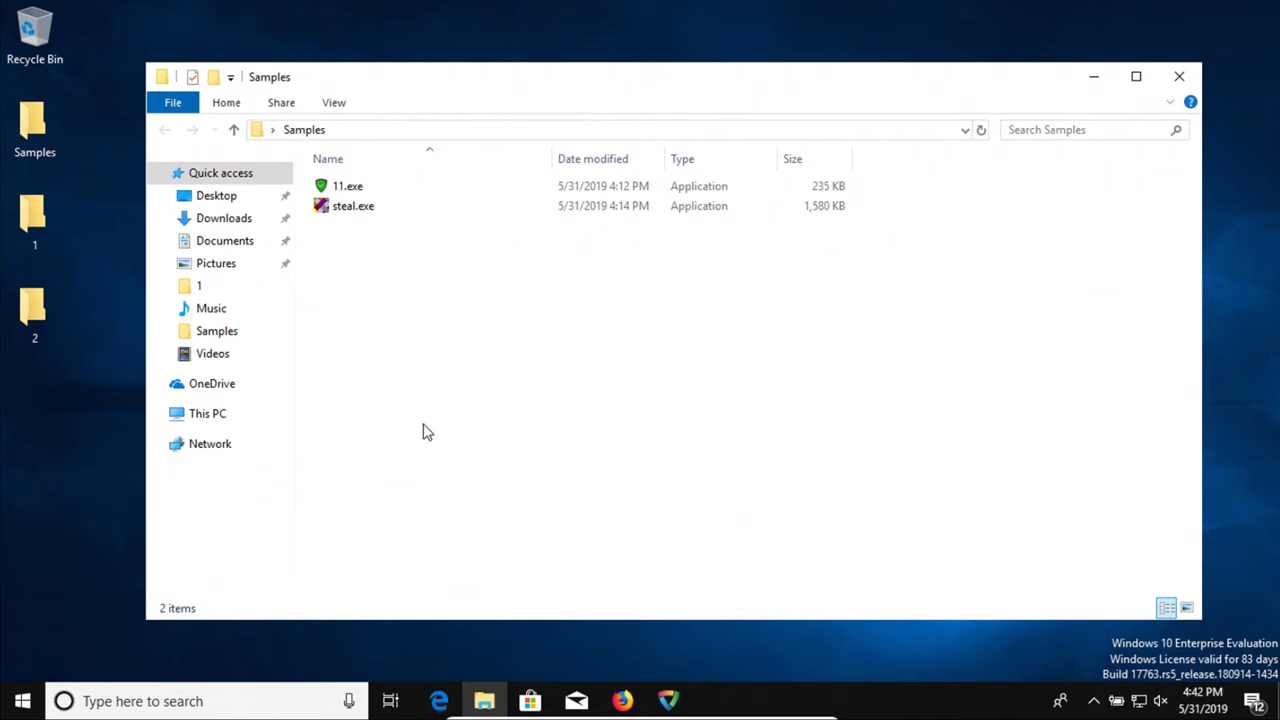 Recycle Bin
Samples
1
2
Samples
File Home Share View
Samples
Search Samples
Name Date modified Type Size
11.exe 5/31/2019 4:12 PM Application 235 KB
steal.exe 5/31/2019 4:14 PM Application 1,580 KB
Quick access
Desktop
Downloads
Documents
Pictures
1
Music
Samples
Videos
OneDrive
This PC
Network
2 items
Windows 10 Enterprise Evaluation
Windows License valid for 83 days
Build 17763.rs5_release.180914-1434
Type here to search
4:42 PM
5/31/2019
12